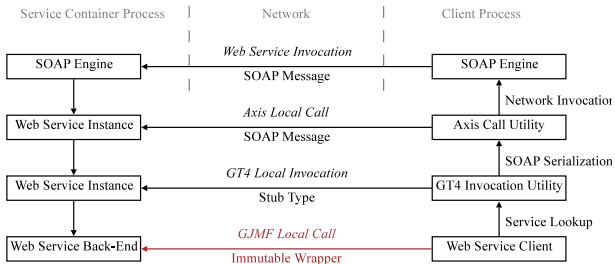 Service Container Process Network Client Process
Web Service Invocation
SOAP Engine SOAP Engine
SOAP Message
Network Invocation
Axis Local Call
Web Service Instance Axis Call Utility
SOAP Message
SOAP Serialization
GT4 Local Invocation
Web Service Instance GT4 Invocation Utility
Stub Type
Service Lookup
GJMF Local Call
Web Service Back-End Web Service Client
Immutable Wrapper